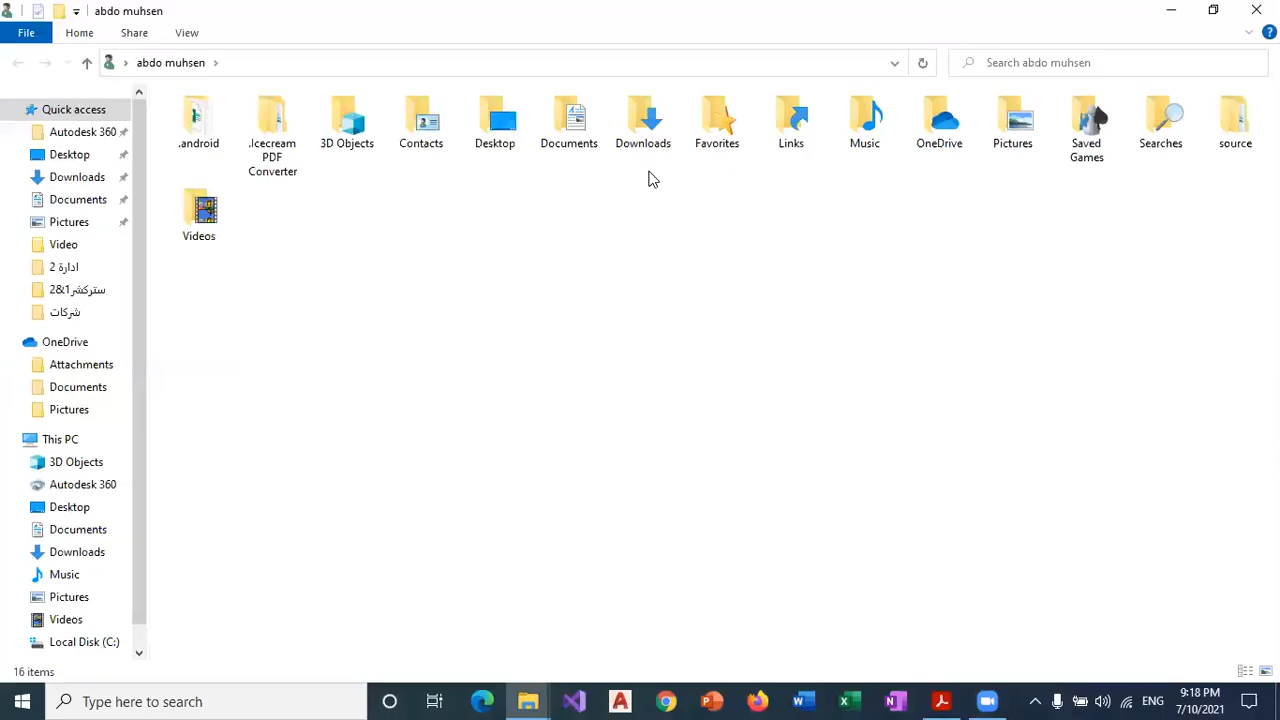 abdo muhsen
File Home Share View
abdo muhsen
Search abdo muhsen
Quick access
Autodesk 360
Desktop
Downloads
Documents
Pictures
Video
ادارة 2
ستركشر1&2
شركات
OneDrive
Attachments
Documents
Pictures
This PC
3D Objects
Autodesk 360
Desktop
Documents
Downloads
Music
Pictures
Videos
Local Disk (C:)
.android
.Icecream
PDF
Converter
3D Objects
Contacts
Desktop
Documents
Downloads
Favorites
Links
Music
OneDrive
Pictures
Saved
Games
Searches
source
Videos
16 items
Type here to search
ENG
9:18 PM
7/10/2021